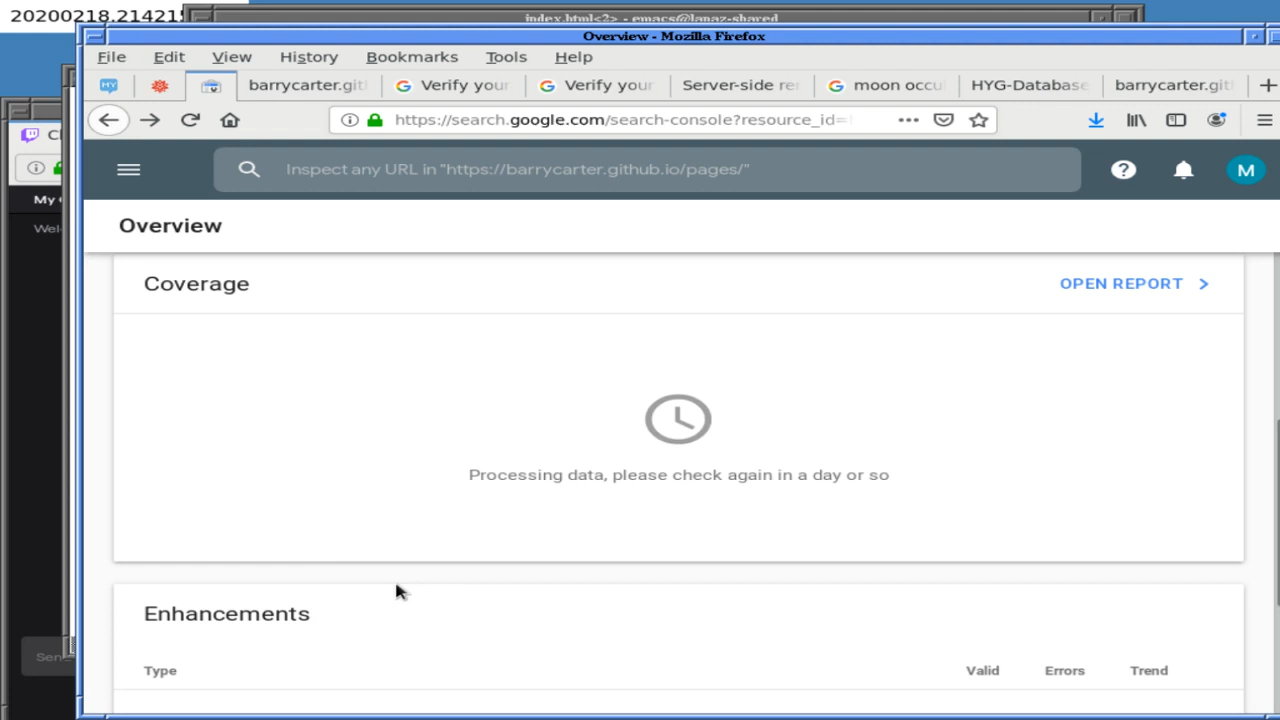 20200218.21421
index.html<2> - emacs@lanaz-shared
Overview - Mozilla Firefox
File Edit View History Bookmarks Tools Help
barrycarter.git Verify your Verify your Server-side re moon occu HYG-Database barrycarter.git
https://search.google.com/search-console?resource_id=
Inspect any URL in "https://barrycarter.github.io/pages/"
M
My
Wel
Overview
Coverage
OPEN REPORT
Processing data, please check again in a day or so
Enhancements
Sen
Type Valid Errors Trend